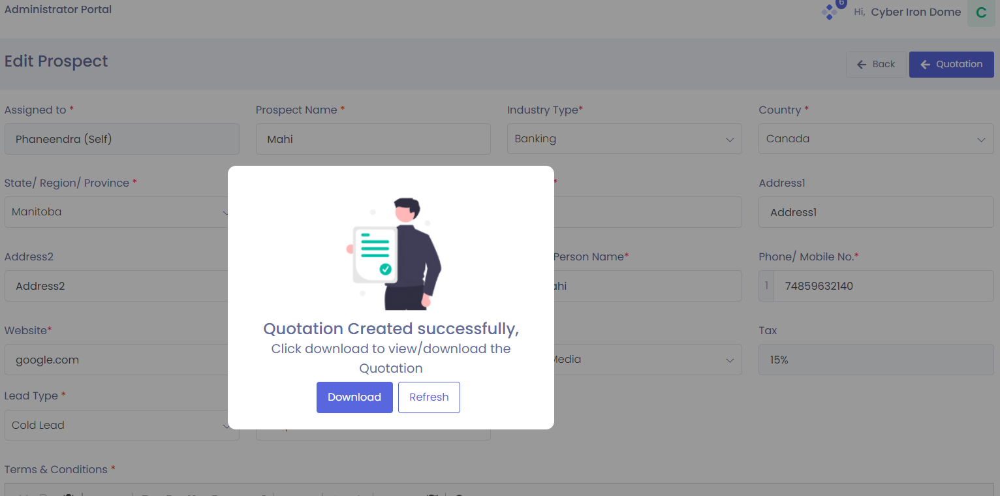 Administrator Portal
6
Hi, Cyber Iron Dome C
Edit Prospect
Back
Quotation
Assigned to *
Prospect Name *
Industry Type*
Country *
Phaneendra (Self)
Mahi
Banking
Canada
State/ Region/ Province *
*
Address1
Manitoba
Address1
Address2
Person Name*
Phone/ Mobile No.*
Address2
ahi
1 74859632140
Website*
Tax
google.com
Media
15%
Lead Type *
Cold Lead
Quotation Created successfully,
Click download to view/download the
Quotation
Download
Refresh
Terms & Conditions *